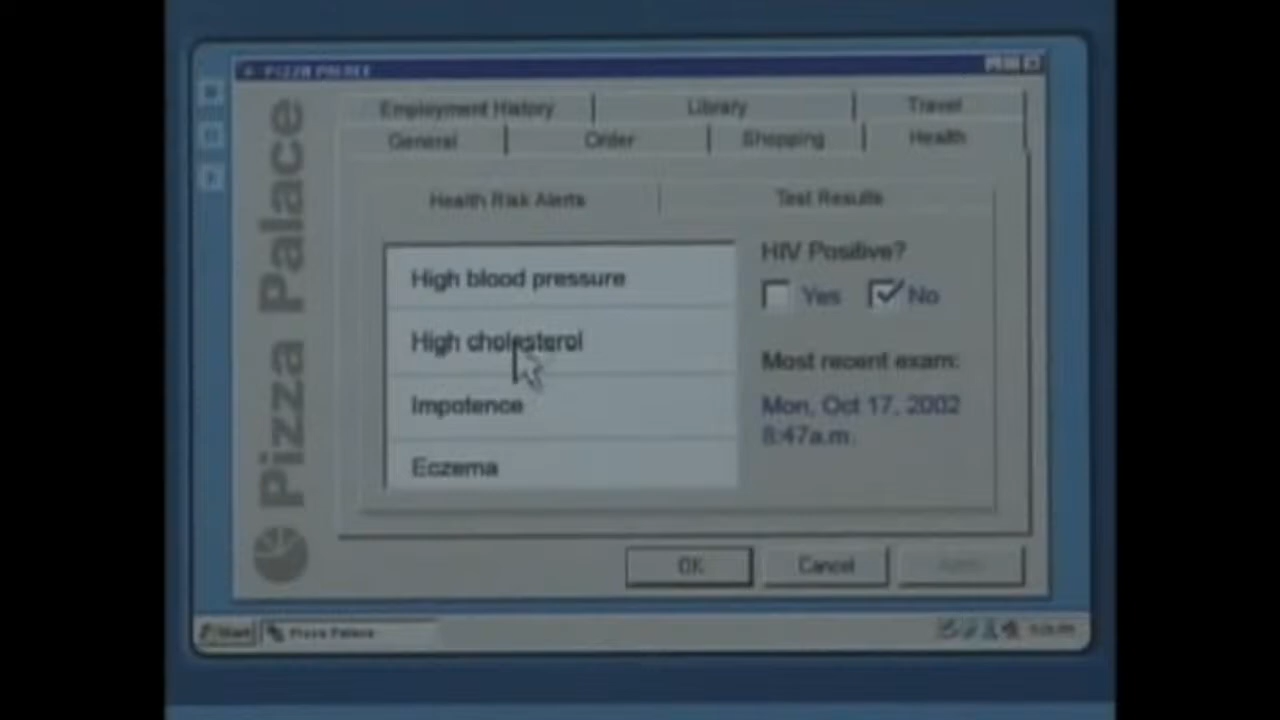 PIZZA PALACE
Pizza Palace
Employment History
Library
Travel
General
Order
Shopping
Health
Health Risk Alerts
Test Results
High blood pressure
High cholesterol
Impotence
Eczema
HIV Positive?
Yes
No
Most recent exam:
Mon, Oct 17, 2002
8:47a.m.
OK
Cancel
Start
Pizza Palace